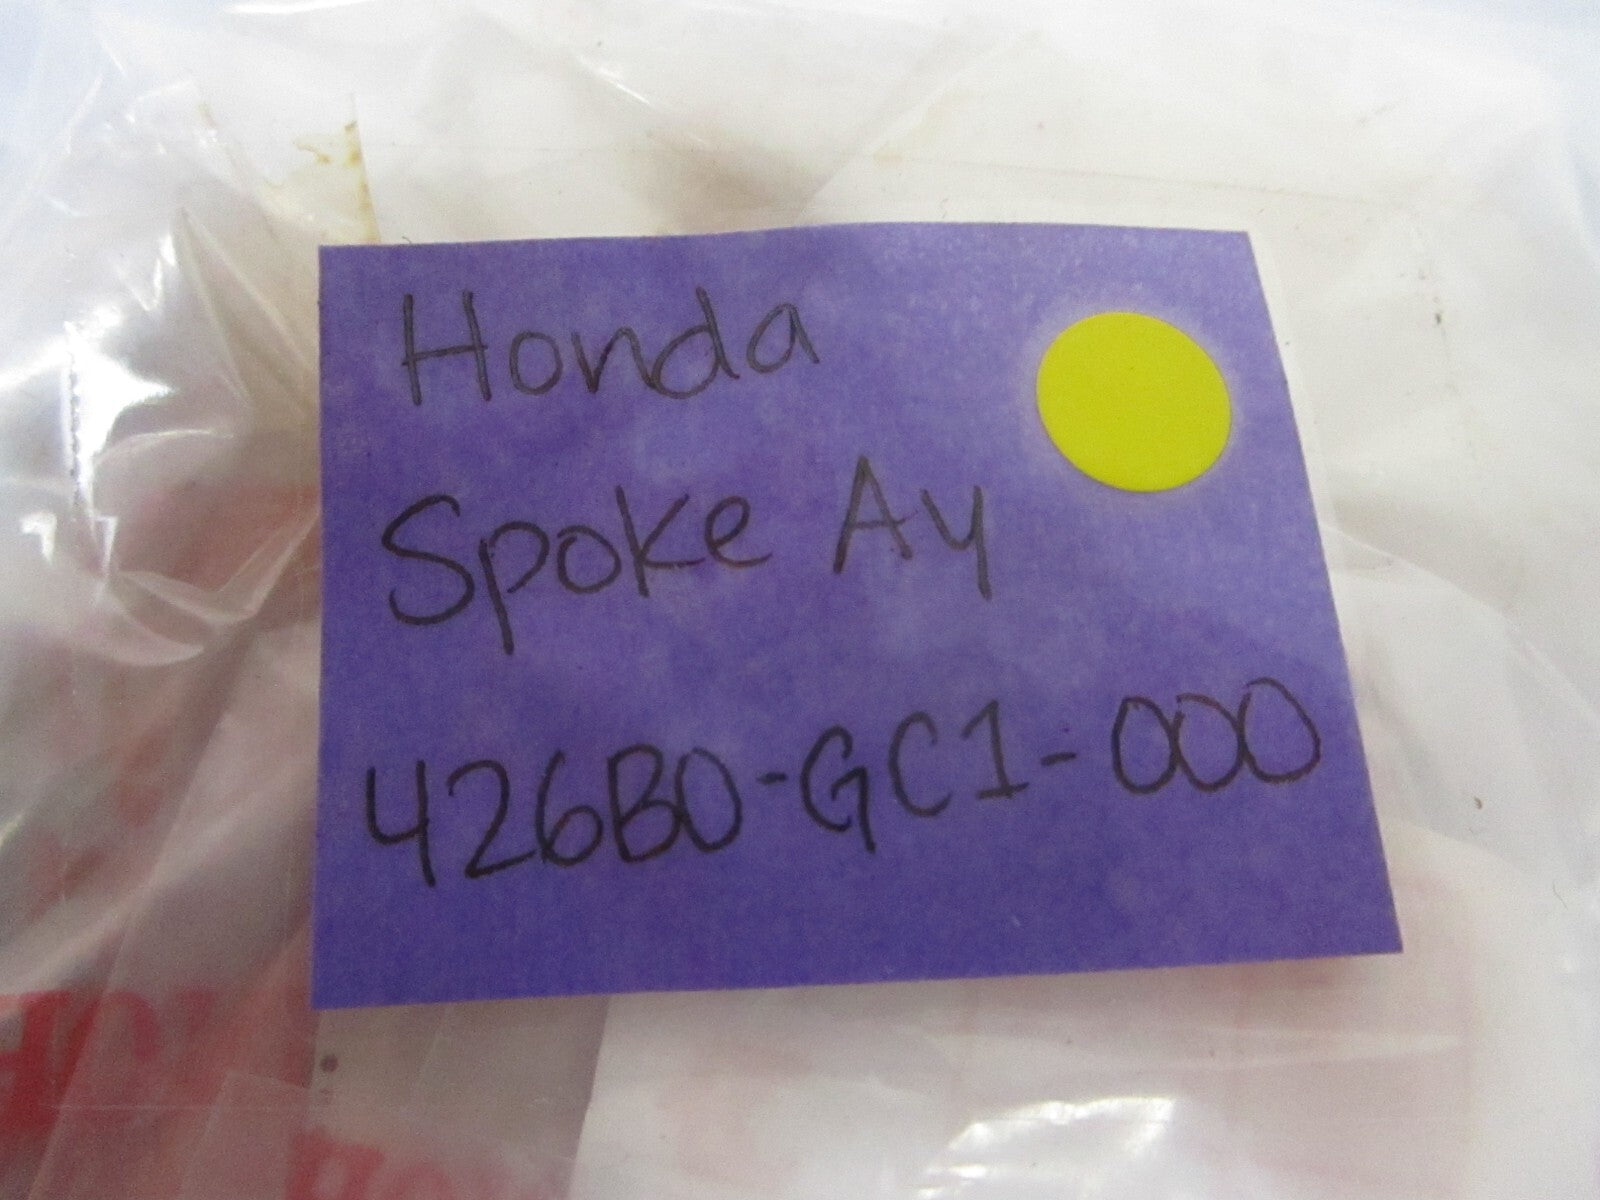 Honda
Spoke Ay
426B0-GC1-000